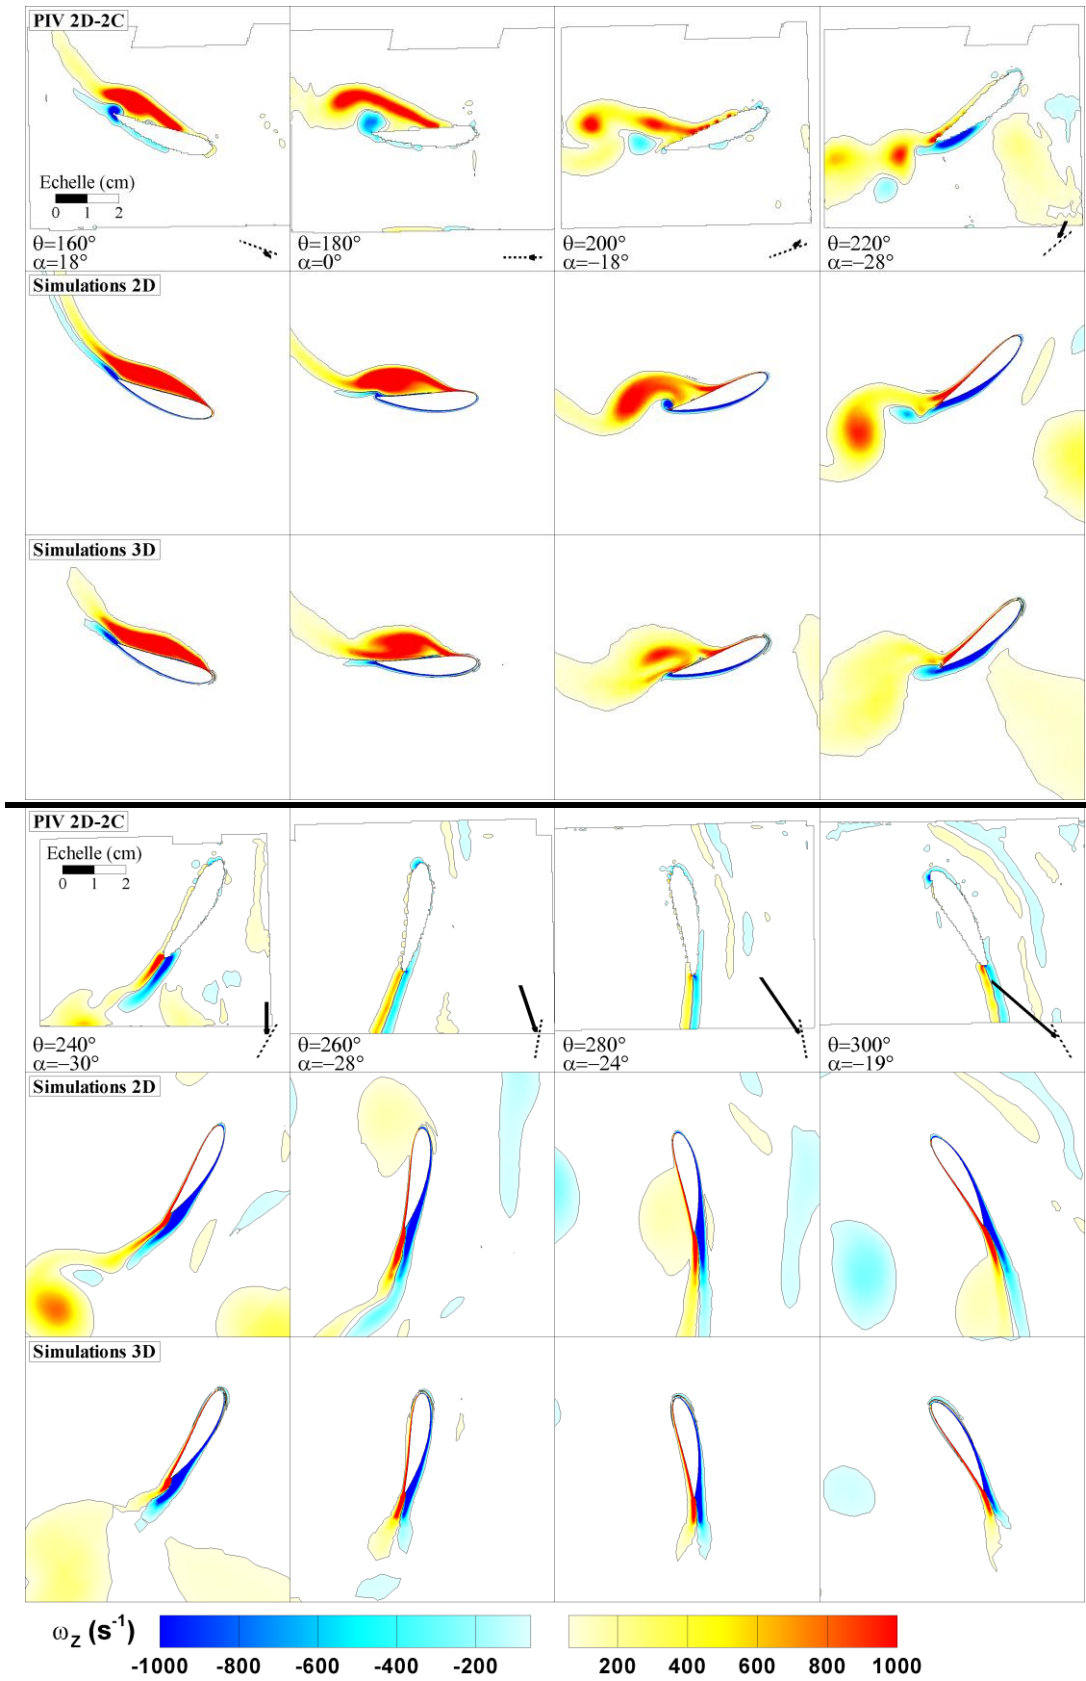 PIV 2D-2C
Echelle (cm)
0 1 2
θ=160°
α=18°
θ=180°
α=0°
θ=200°
α=−18°
θ=220°
α=−28°
Simulations 2D
Simulations 3D
PIV 2D-2C
Echelle (cm)
0 1 2
θ=240°
α=−30°
θ=260°
α=−28°
θ=280°
α=−24°
θ=300°
α=−19°
Simulations 2D
Simulations 3D
ωz (s-1)
-1000 -800 -600 -400 -200
200 400 600 800 1000